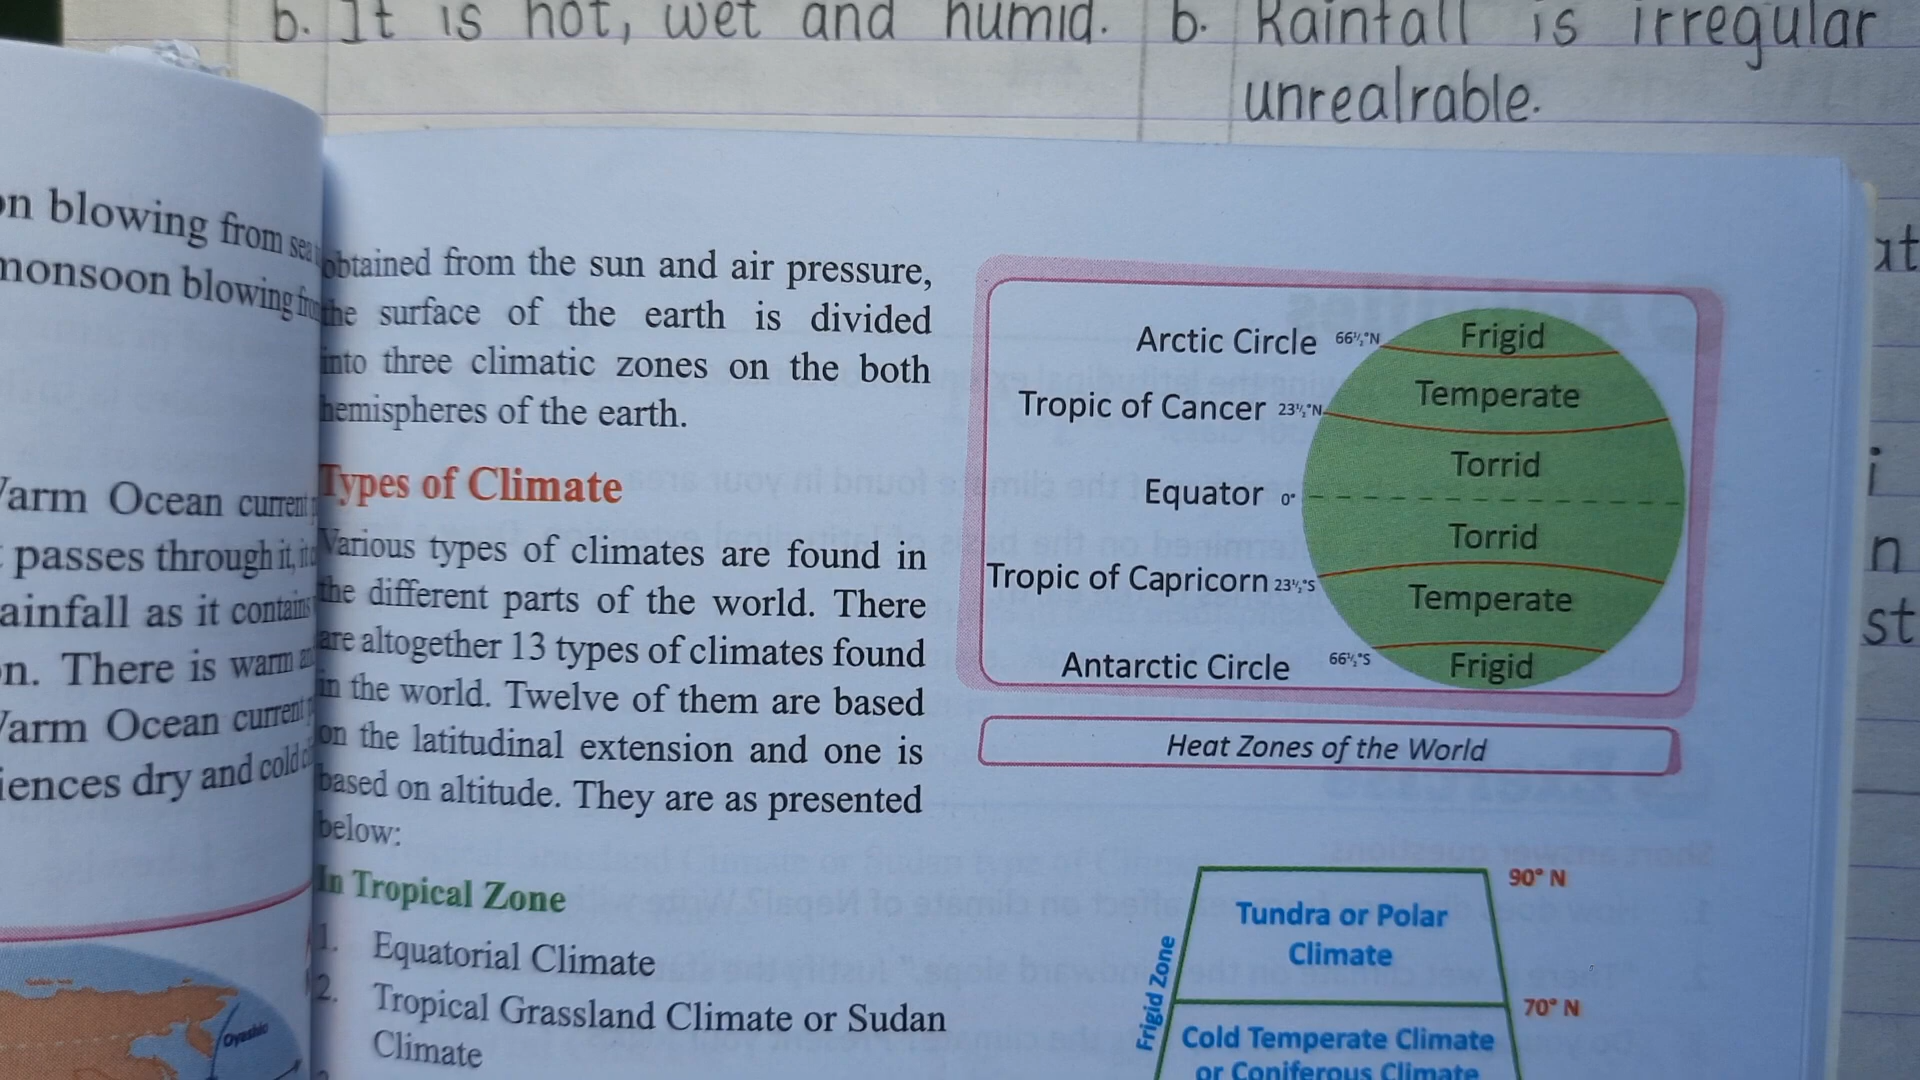 b. It is hot, wet and humid.
b. Rainfall is irregular
unrealrable.
on blowing from sea
monsoon blowing
Warm Ocean current
passes through it, its
rainfall as it contains
n. There is warm
Warm Ocean current
iences dry and cold
obtained from the sun and air pressure,
the surface of the earth is divided
into three climatic zones on the both
hemispheres of the earth.
Types of Climate
Various types of climates are found in
the different parts of the world. There
are altogether 13 types of climates found
in the world. Twelve of them are based
on the latitudinal extension and one is
based on altitude. They are as presented
below:
In Tropical Zone
1. Equatorial Climate
2. Tropical Grassland Climate or Sudan
Climate
Arctic Circle 66½°N Frigid
Temperate
Tropic of Cancer 23½°N
Torrid
Equator 0°
Torrid
Tropic of Capricorn 23½°S
Temperate
Antarctic Circle 66½°S Frigid
Heat Zones of the World
90° N
Tundra or Polar
Climate
Frigid Zone
70° N
Cold Temperate Climate
or Coniferous Climate
at
i
n
st